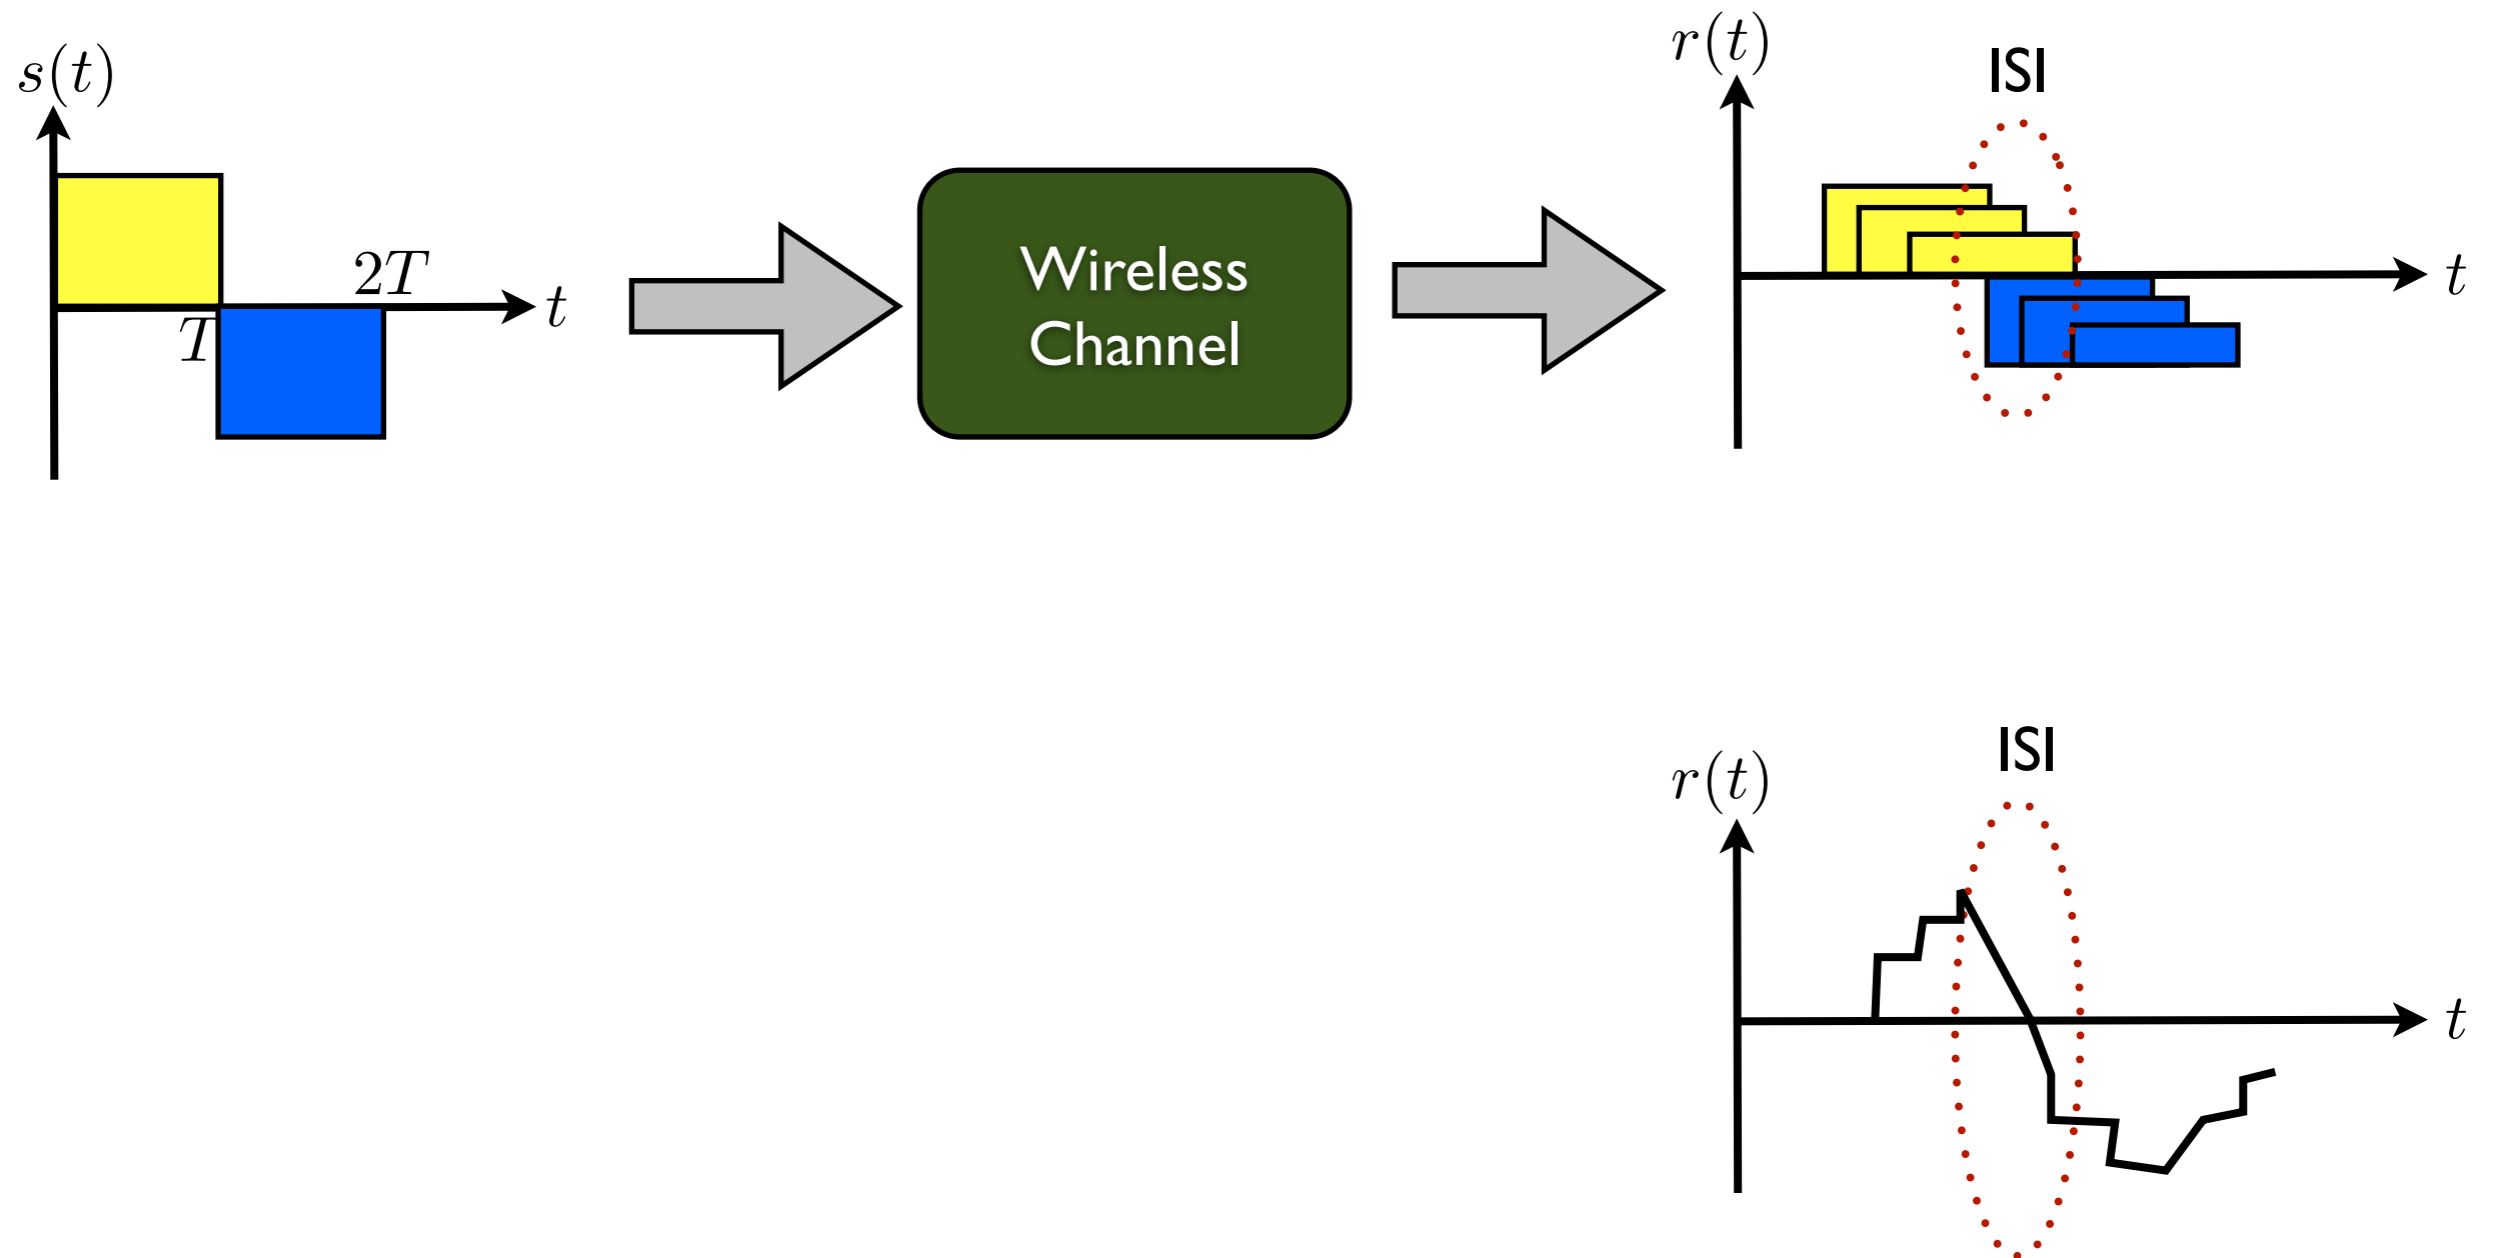 s(t)
T
2T
t
Wireless
Channel
r(t)
ISI
t
r(t)
ISI
t